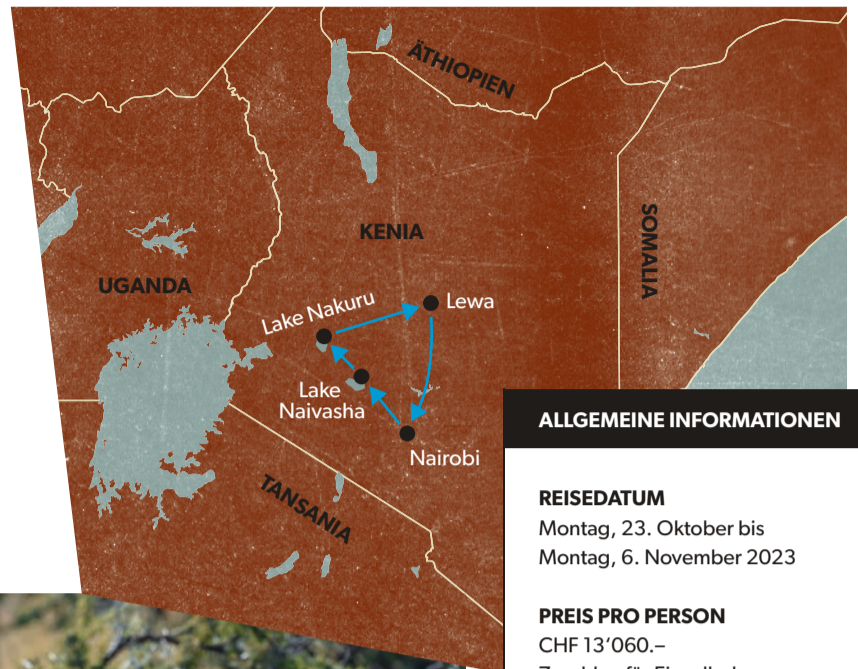 ÄTHIOPIEN
KENIA
SOMALIA
UGANDA
Lake Nakuru
Lewa
Lake
Naivasha
Nairobi
TANSANIA
ALLGEMEINE INFORMATIONEN
REISEDATUM
Montag, 23. Oktober bis
Montag, 6. November 2023
PREIS PRO PERSON
CHF 13’060.–